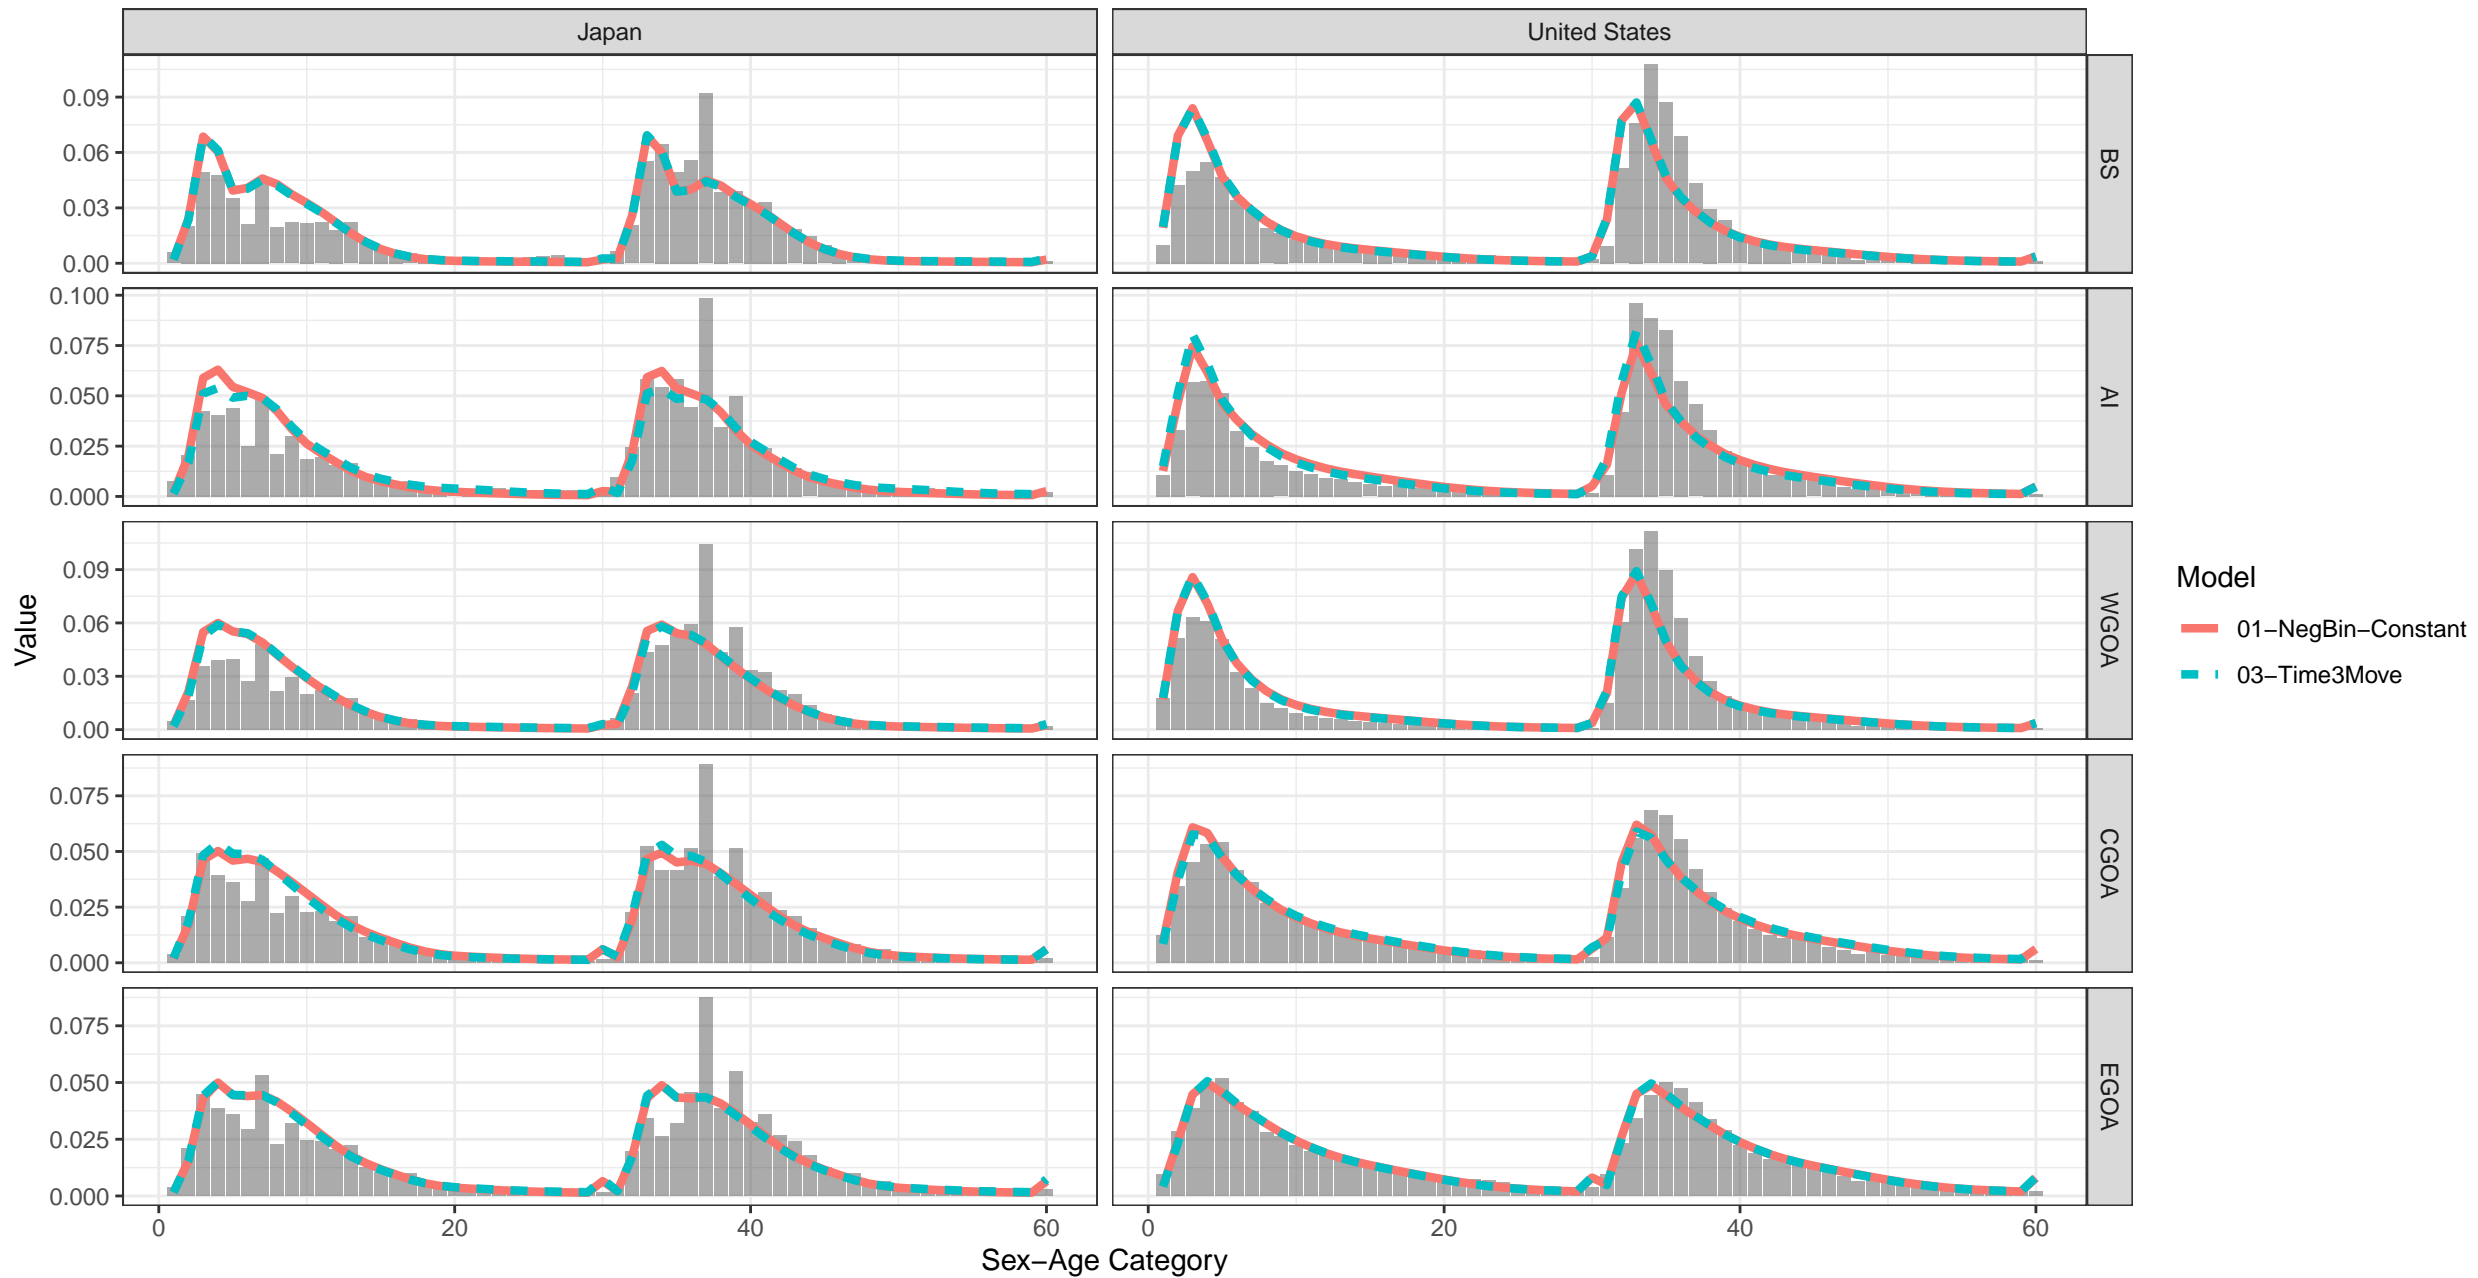 Japan
United States
0.09
0.06
0.03
0.00
BS
0.100
0.075
0.050
0.025
0.000
AI
0.09
0.06
0.03
0.00
WGOA
0.075
0.050
0.025
0.000
CGOA
0.075
0.050
0.025
0.000
EGOA
0 20 40 60
0 20 40 60
Sex−Age Category
Value
Model
01−NegBin−Constant
03−Time3Move